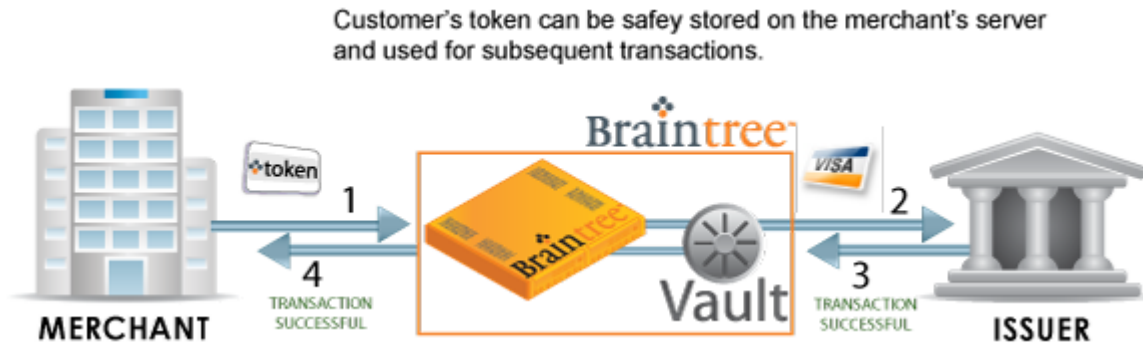 Customer's token can be safey stored on the merchant's server
and used for subsequent transactions.
Braintree
token
VISA
1
2
Braintree
4
3
TRANSACTION
SUCCESSFUL
Vault
TRANSACTION
SUCCESSFUL
MERCHANT
ISSUER